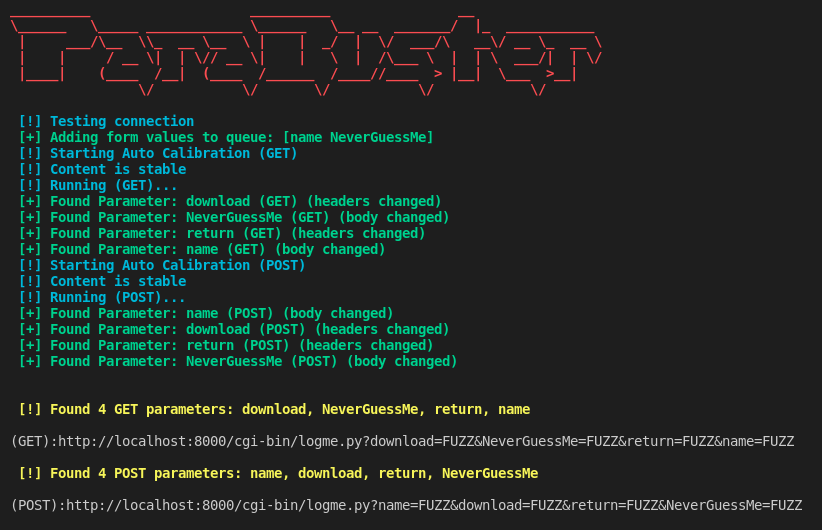 ParaBuster
[!] Testing connection
[+] Adding form values to queue: [name NeverGuessMe]
[!] Starting Auto Calibration (GET)
[!] Content is stable
[!] Running (GET)...
[+] Found Parameter: download (GET) (headers changed)
[+] Found Parameter: NeverGuessMe (GET) (body changed)
[+] Found Parameter: return (GET) (headers changed)
[+] Found Parameter: name (GET) (body changed)
[!] Starting Auto Calibration (POST)
[!] Content is stable
[!] Running (POST)...
[+] Found Parameter: name (POST) (body changed)
[+] Found Parameter: download (POST) (headers changed)
[+] Found Parameter: return (POST) (headers changed)
[+] Found Parameter: NeverGuessMe (POST) (body changed)
[!] Found 4 GET parameters: download, NeverGuessMe, return, name
(GET):http://localhost:8000/cgi-bin/logme.py?download=FUZZ&NeverGuessMe=FUZZ&return=FUZZ&name=FUZZ
[!] Found 4 POST parameters: name, download, return, NeverGuessMe
(POST):http://localhost:8000/cgi-bin/logme.py?name=FUZZ&download=FUZZ&return=FUZZ&NeverGuessMe=FUZZ